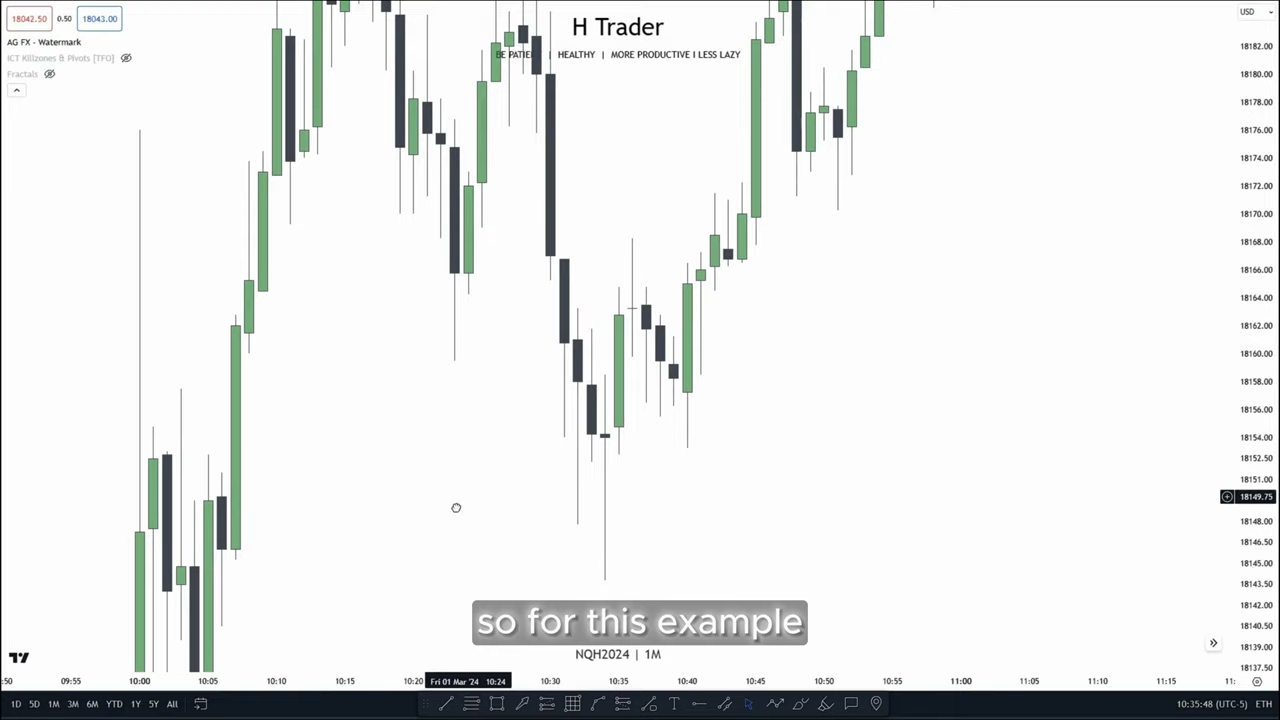 18042.50 0.50 18043.00
H Trader
USD
AG FX - Watermark
BE PATIE | HEALTHY | MORE PRODUCTIVE I LESS LAZY
ICT Killzones & Pivots [TFO]
Fractals
18182.00
18180.00
18178.00
18176.00
18174.00
18172.00
18170.00
18168.00
18166.00
18164.00
18162.00
18160.00
18158.00
18156.00
18154.00
18152.50
18151.00
18149.75
18148.00
18146.50
18145.00
18143.50
18142.00
18140.50
18139.00
18137.50
so for this example
NQH2024 | 1M
:50 09:55 10:00 10:05 10:10 10:15 10:20 Fri 01 Mar '24 10:24 10:30 10:35 10:40 10:45 10:50 10:55 11:00 11:05 11:10 11:15 11:
1D 5D 1M 3M 6M YTD 1Y 5Y All
10:35:48 (UTC-5) ETH